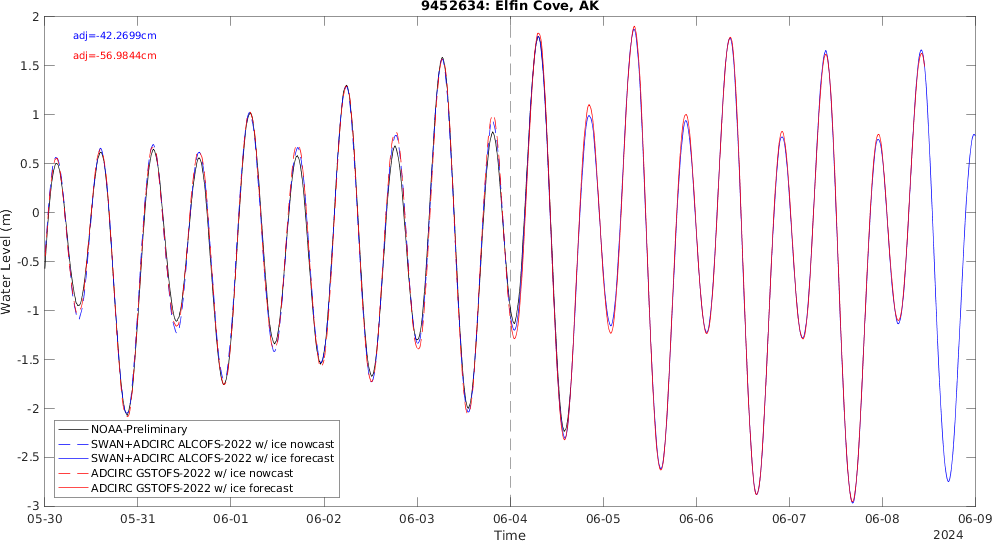 9452634: Elfin Cove, AK
adj=-42.2699cm
adj=-56.9844cm
Water Level (m)
2
1.5
1
0.5
0
-0.5
-1
-1.5
-2
-2.5
-3
NOAA-Preliminary
SWAN+ADCIRC ALCOFS-2022 w/ ice nowcast
SWAN+ADCIRC ALCOFS-2022 w/ ice forecast
ADCIRC GSTOFS-2022 w/ ice nowcast
ADCIRC GSTOFS-2022 w/ ice forecast
05-30 05-31 06-01 06-02 06-03 06-04 06-05 06-06 06-07 06-08 06-09
Time
2024